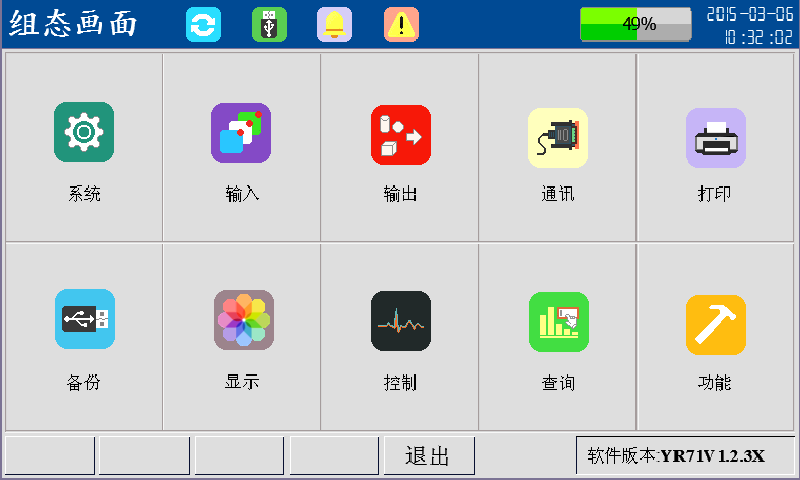 组态画面
49%
2015-03-06
10:32:02
系统
输入
输出
通讯
打印
备份
显示
控制
查询
功能
退出
软件版本:YR71V1.2.3X